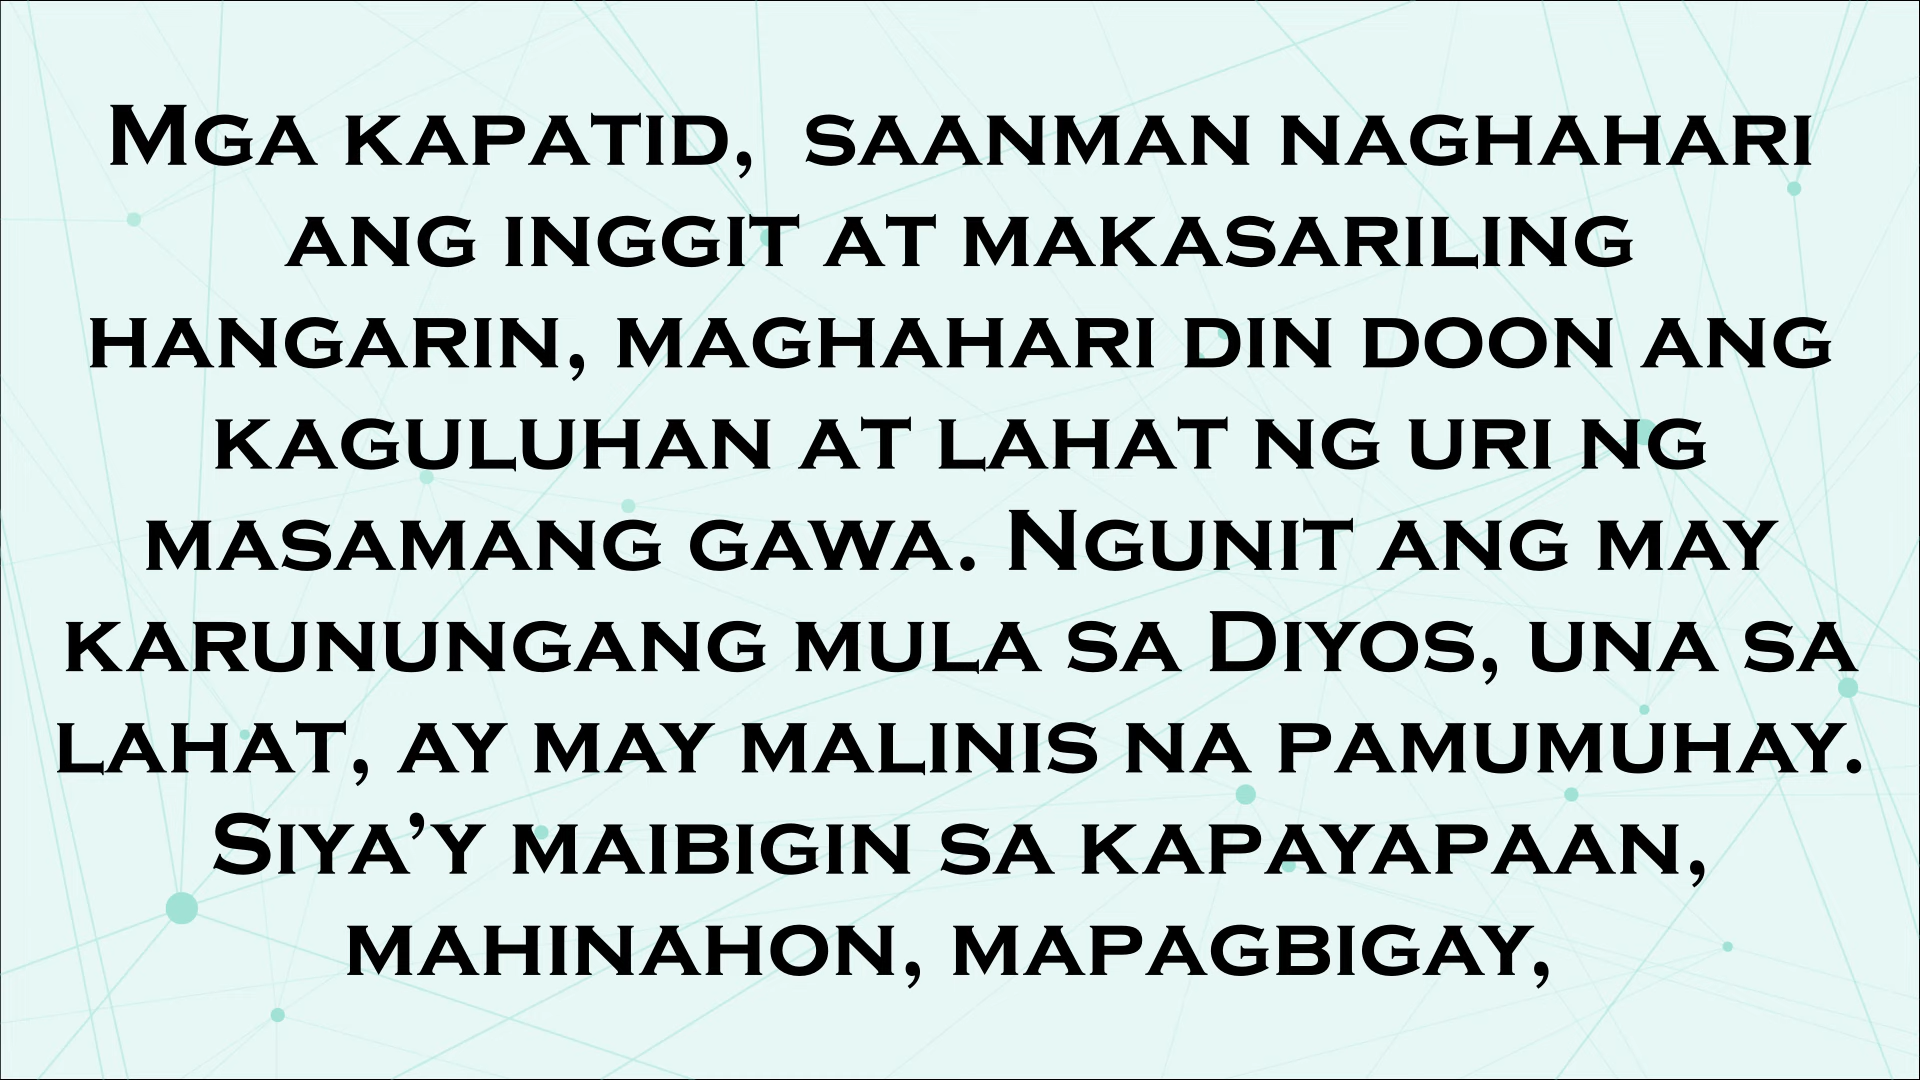 Mga kapatid, saanman naghahari
ang inggit at makasariling
hangarin, maghahari din doon ang
kaguluhan at lahat ng uri ng
masamang gawa. Ngunit ang may
karunungang mula sa Diyos, una sa
lahat, ay may malinis na pamumuhay.
Siya’y maibigin sa kapayapaan,
mahinahon, mapagbigay,